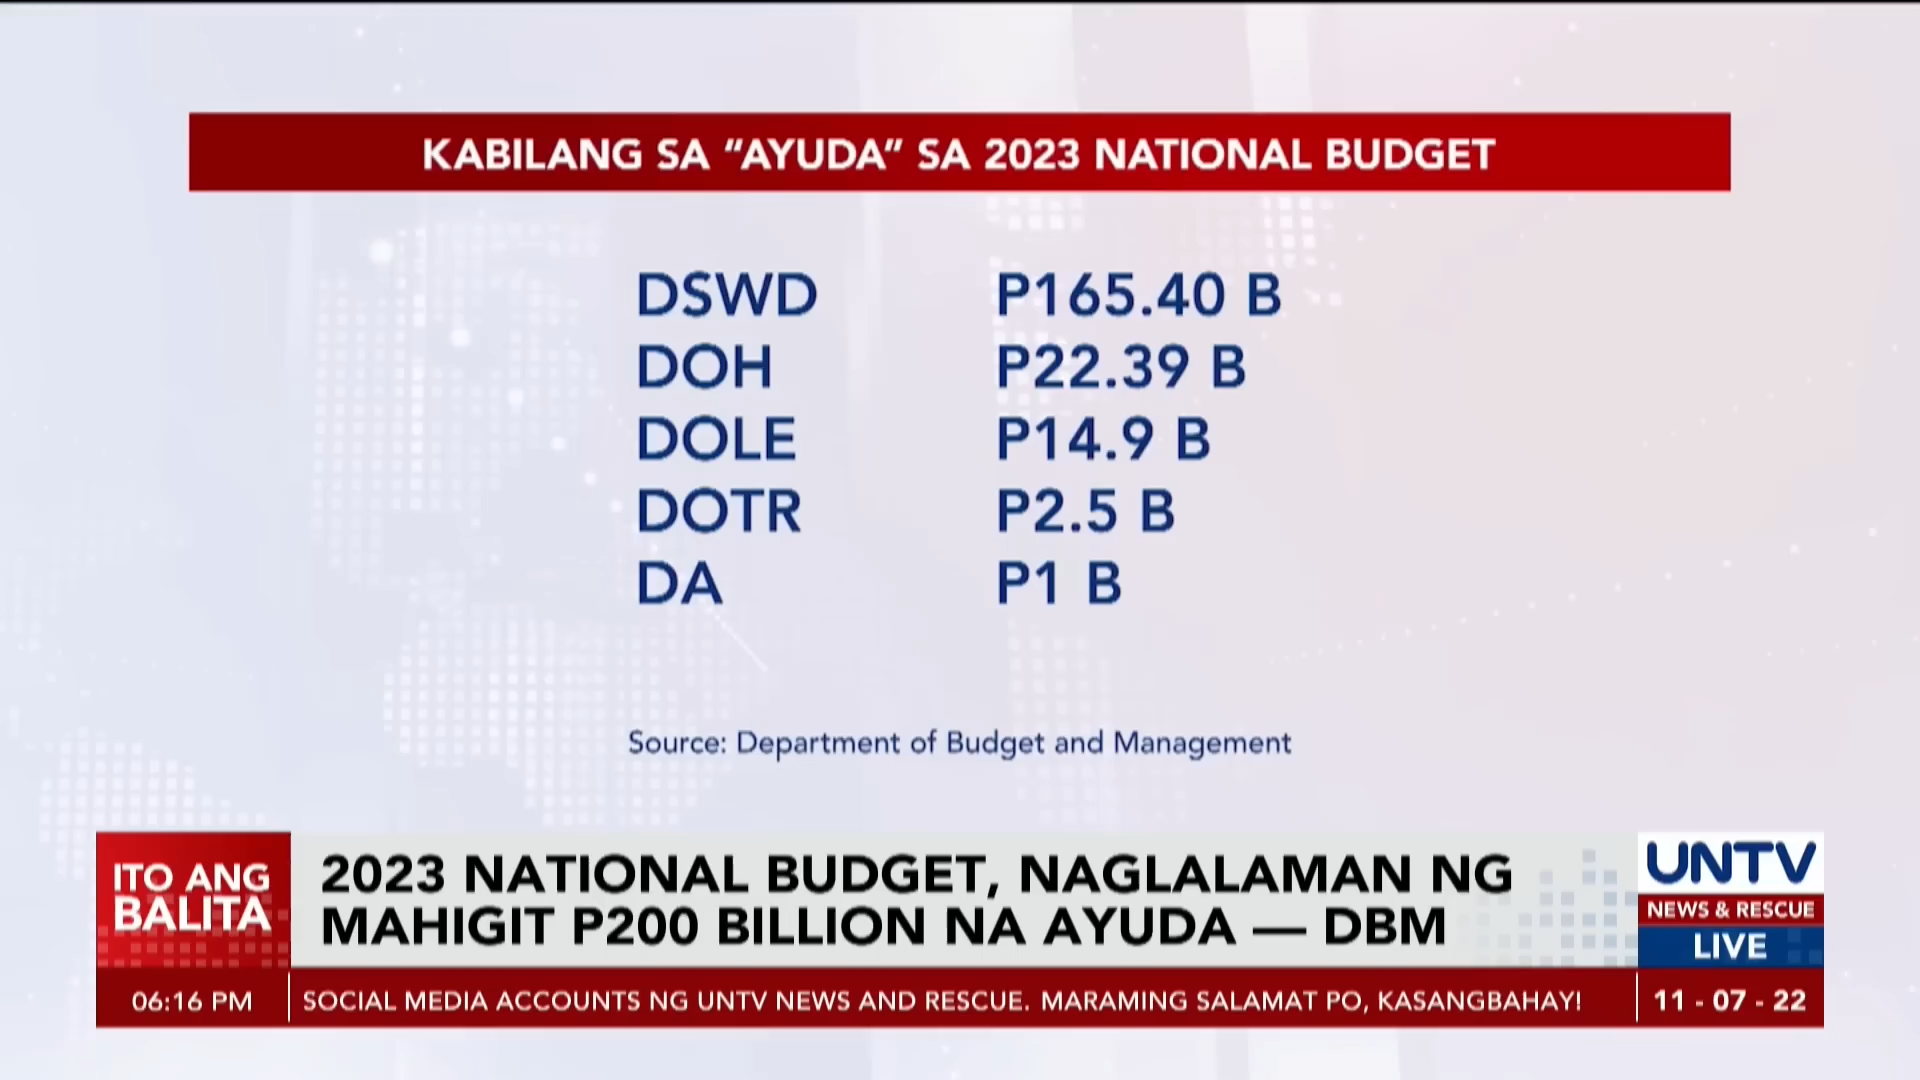 KABILANG SA “AYUDA” SA 2023 NATIONAL BUDGET
DSWD P165.40 B
DOH P22.39 B
DOLE P14.9 B
DOTR P2.5 B
DA P1 B
Source: Department of Budget and Management
ITO ANG
BALITA
2023 NATIONAL BUDGET, NAGLALAMAN NG
MAHIGIT P200 BILLION NA AYUDA — DBM
UNTV
NEWS & RESCUE
LIVE
06:16 PM
SOCIAL MEDIA ACCOUNTS NG UNTV NEWS AND RESCUE. MARAMING SALAMAT PO, KASANGBAHAY!
11 - 07 - 22